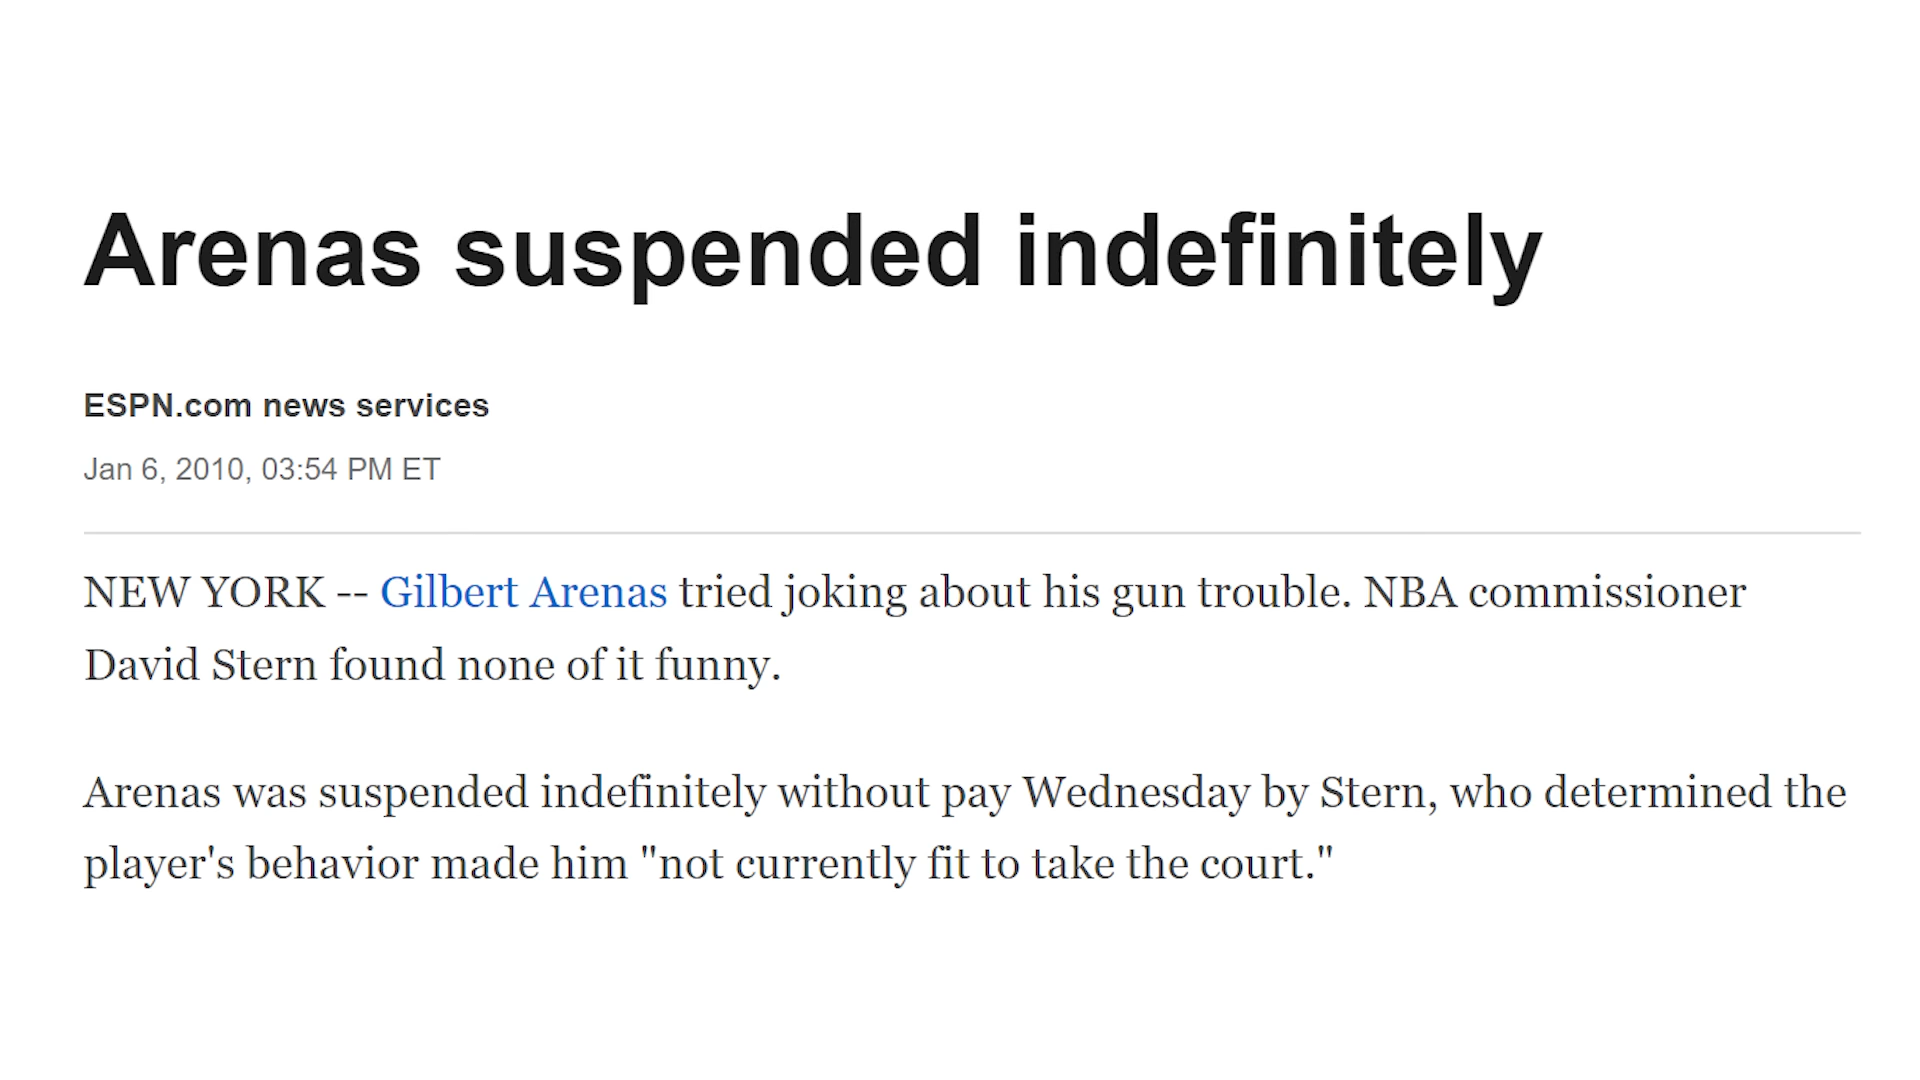 Arenas suspended indefinitely
ESPN.com news services
Jan 6, 2010, 03:54 PM ET
NEW YORK -- Gilbert Arenas tried joking about his gun trouble. NBA commissioner
David Stern found none of it funny.
Arenas was suspended indefinitely without pay Wednesday by Stern, who determined the
player's behavior made him "not currently fit to take the court."